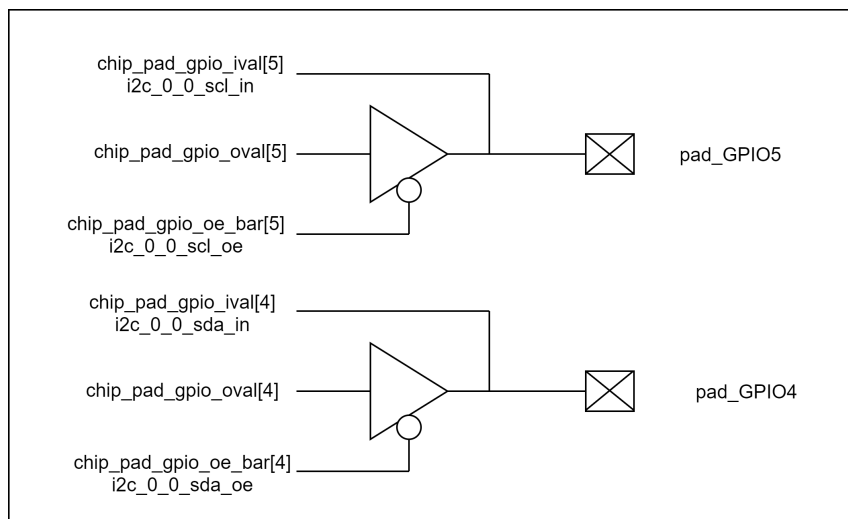 chip_pad_gpio_ival[5]
i2c_0_0_scl_in
chip_pad_gpio_oval[5]
pad_GPIO5
chip_pad_gpio_oe_bar[5]
i2c_0_0_scl_oe
chip_pad_gpio_ival[4]
i2c_0_0_sda_in
chip_pad_gpio_oval[4]
pad_GPIO4
chip_pad_gpio_oe_bar[4]
i2c_0_0_sda_oe